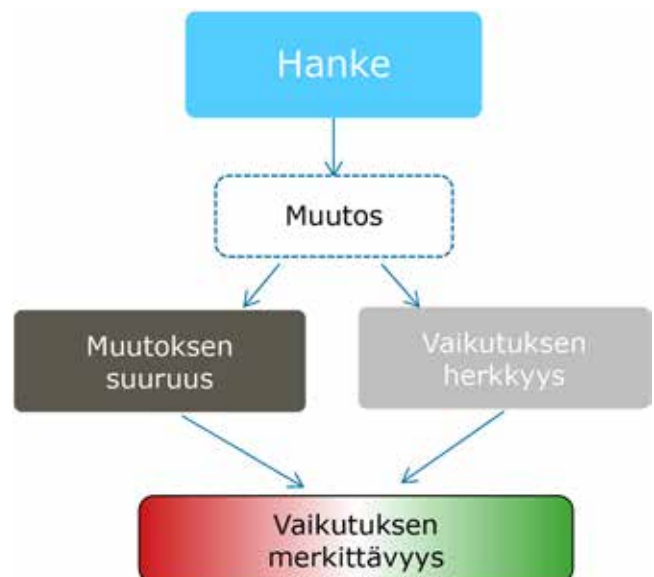 Hanke
Muutos
Muutoksen
suuruus
Vaikutuksen
herkkyys
Vaikutuksen
merkittävyys